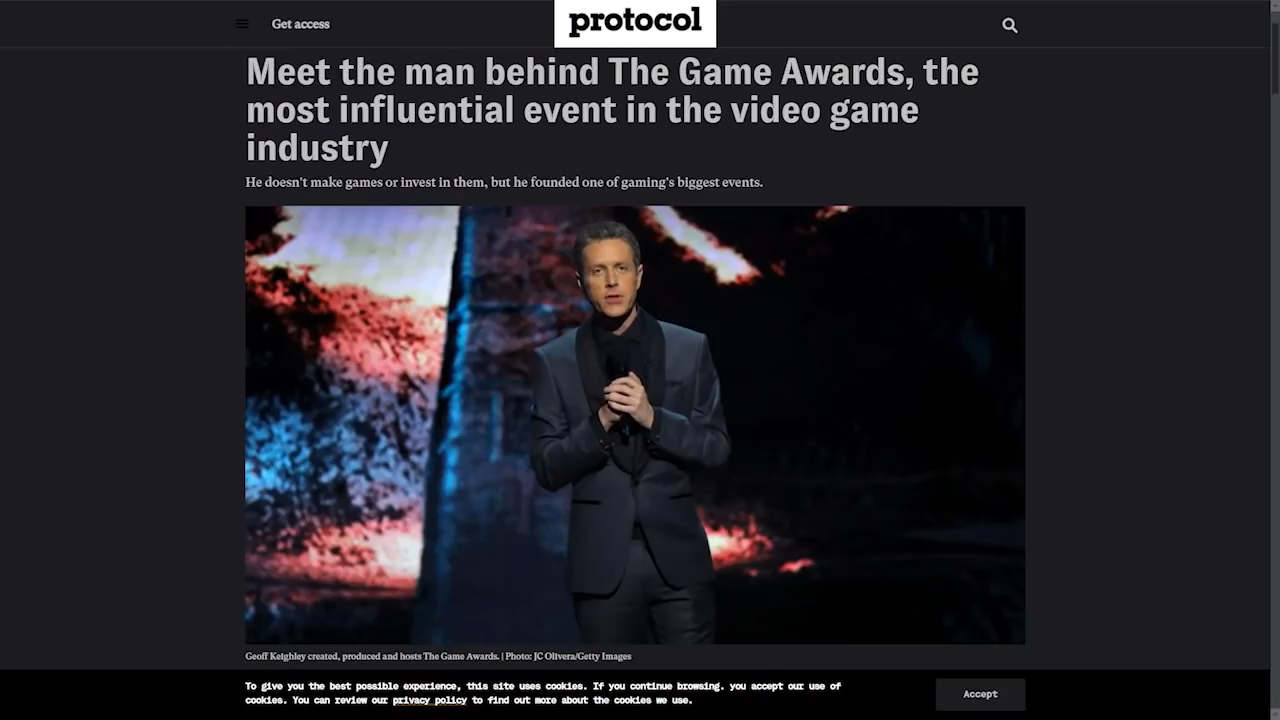 Get access
protocol
Meet the man behind The Game Awards, the
most influential event in the video game
industry
He doesn't make games or invest in them, but he founded one of gaming's biggest events.
Geoff Keighley created, produced and hosts The Game Awards. | Photo: JC Olivera/Getty Images
To give you the best possible experience, this site uses cookies. If you continue browsing. you accept our use of
cookies. You can review our privacy policy to find out more about the cookies we use.
Accept